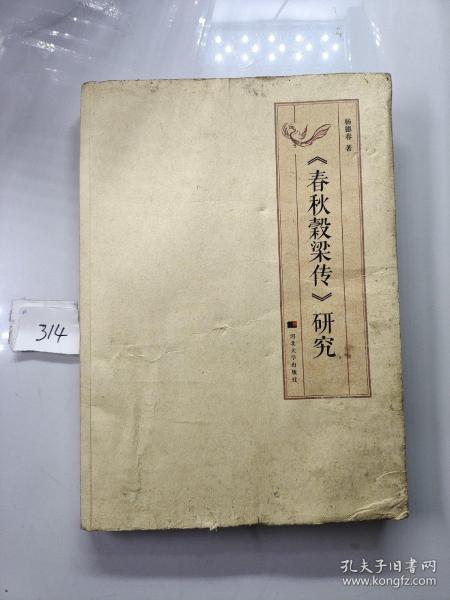 杨德春 著
《春秋穀梁传》研究
河北大学出版社
314
孔夫子旧书网
www.kongfz.com